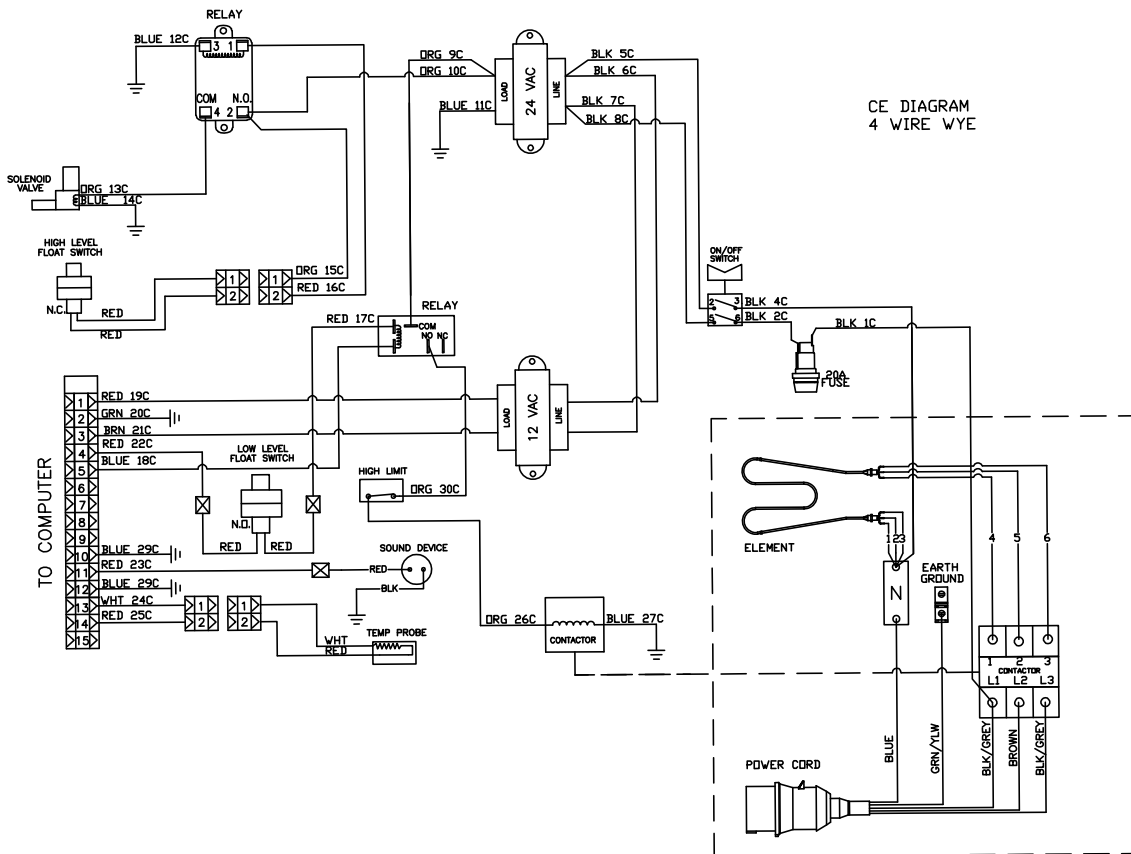 RELAY
BLUE 12C
3 1
COM N.O.
4 2
ORG 9C
ORG 10C
BLUE 11C
LOAD
24 VAC
LINE
BLK 5C
BLK 6C
BLK 7C
BLK 8C
CE DIAGRAM
4 WIRE WYE
SOLENOID
VALVE
ORG 13C
BLUE 14C
HIGH LEVEL
FLOAT SWITCH
N.C.
RED
RED
1
2
1
2
ORG 15C
RED 16C
ON/OFF
SWITCH
2 3
5 6
BLK 4C
BLK 2C
BLK 1C
20A
FUSE
RED 17C
RELAY
COM
NO NC
LOAD
12 VAC
LINE
TO COMPUTER
1 RED 19C
2 GRN 20C
3 BRN 21C
4 RED 22C
5 BLUE 18C
6
7
8
9
10 BLUE 29C
11 RED 23C
12 BLUE 29C
13 WHT 24C
14 RED 25C
15
LOW LEVEL
FLOAT SWITCH
N.O.
RED
RED
HIGH LIMIT
ORG 30C
SOUND DEVICE
RED
BLK
1
2
1
2
WHT
RED
TEMP PROBE
ORG 26C
BLUE 27C
CONTACTOR
ELEMENT
123
N
EARTH
GROUND
4 5 6
1 2 3
CONTACTOR
L1 L2 L3
BLUE
GRN/YLW
BLK/GREY
BROWN
BLK/GREY
POWER CORD